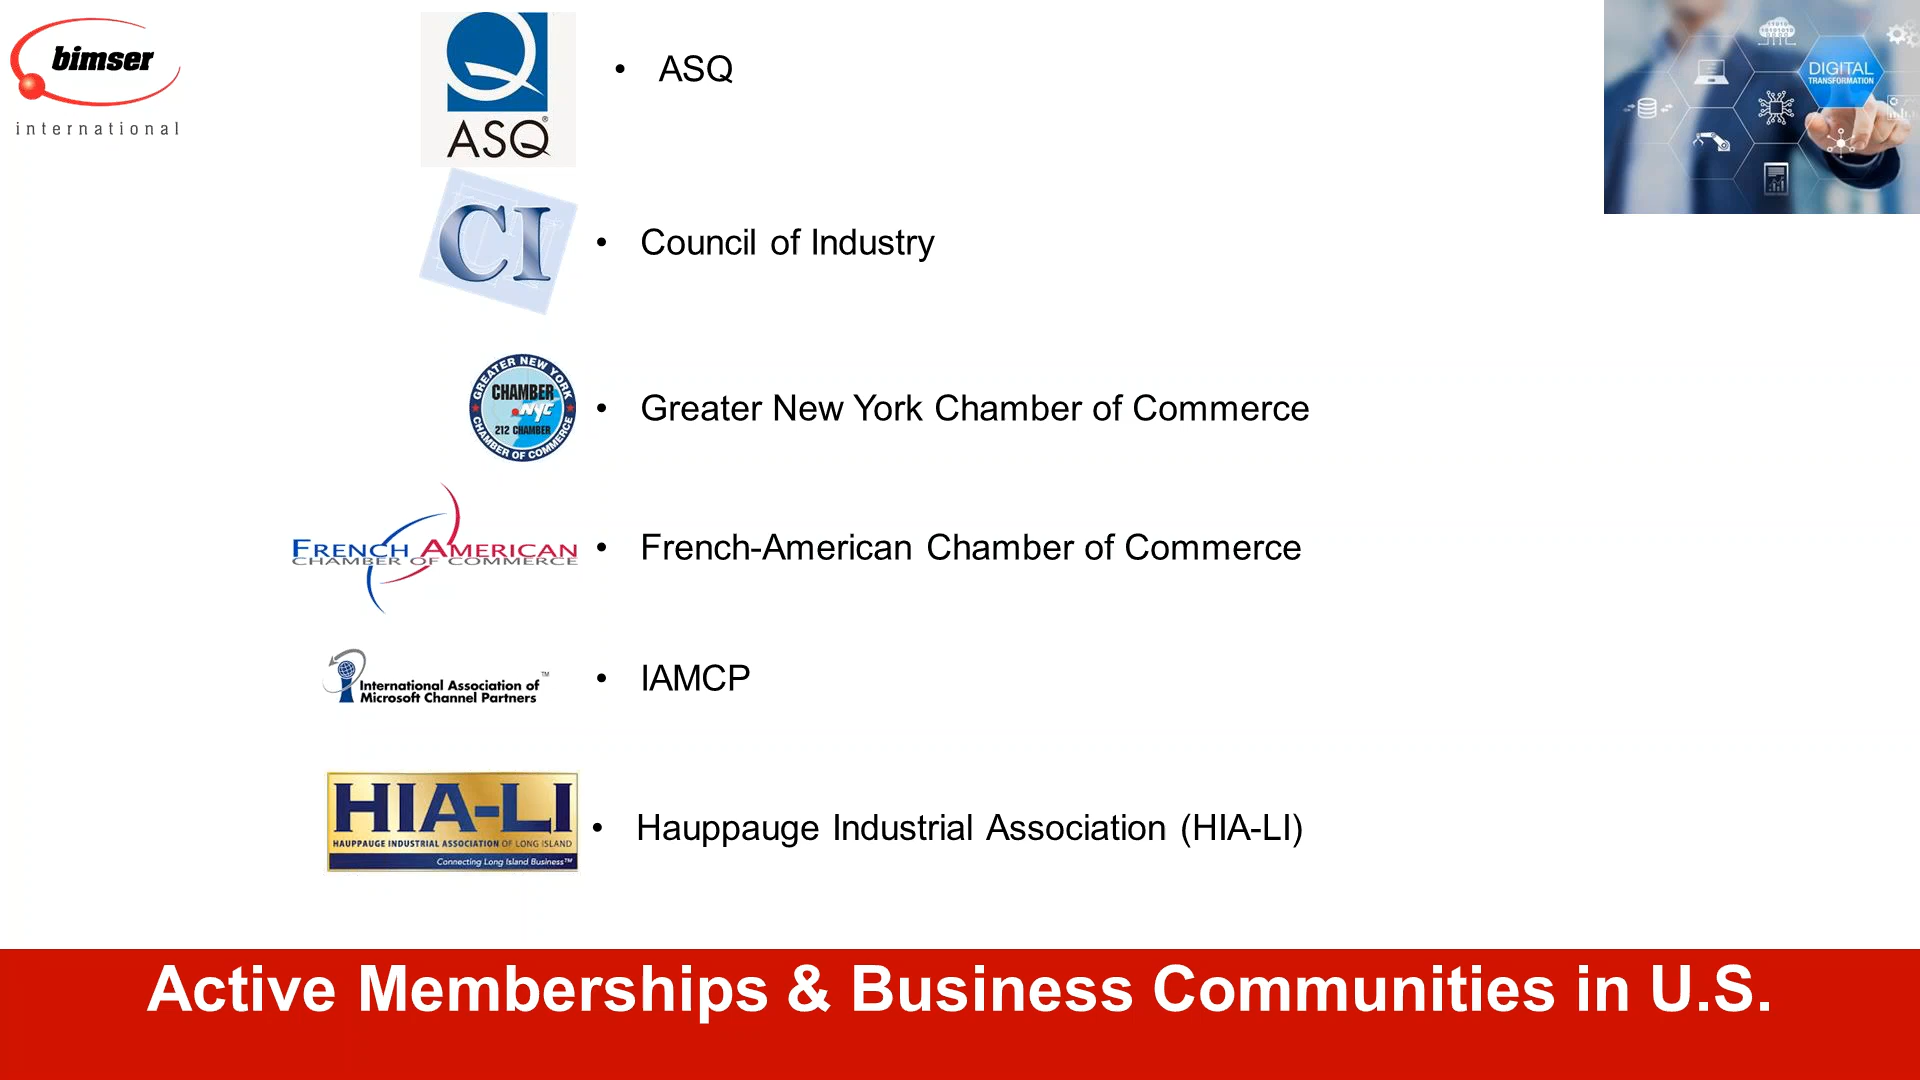 bimser
international
ASQ
® 
• ASQ
DIGITAL
TRANSFORMATION
CI
• Council of Industry
GREATER NEW YORK
CHAMBER
.NYC
212 CHAMBER
CHAMBER OF COMMERCE
• Greater New York Chamber of Commerce
FRENCH AMERICAN
CHAMBER OF COMMERCE
• French-American Chamber of Commerce
International Association of
Microsoft Channel Partners
TM
• IAMCP
HIA-LI
HAUPPAUGE INDUSTRIAL ASSOCIATION OF LONG ISLAND
Connecting Long Island Business™
• Hauppauge Industrial Association (HIA-LI)
Active Memberships & Business Communities in U.S.